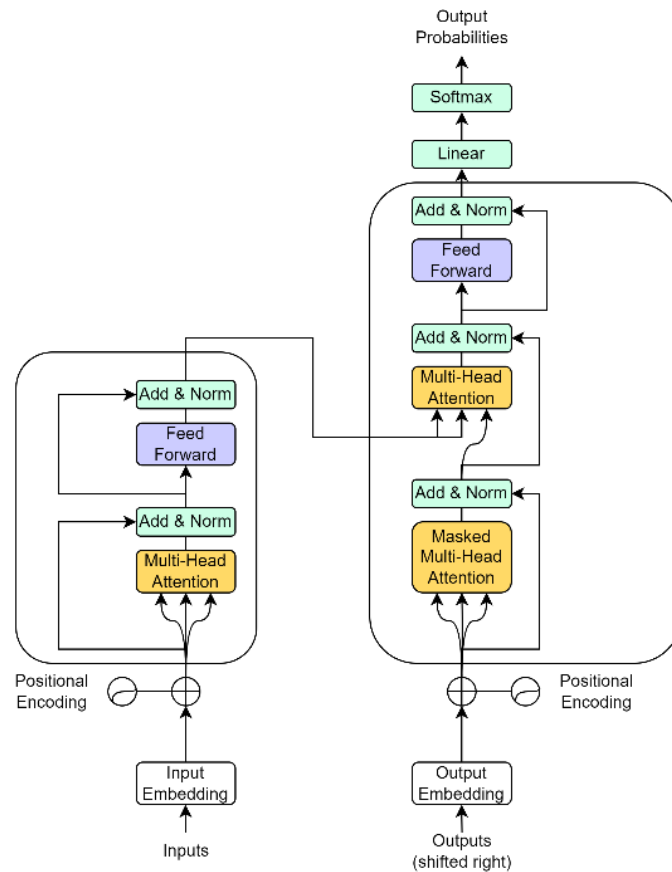 Output
Probabilities
Softmax
Linear
Add & Norm
Feed
Forward
Add & Norm
Multi-Head
Attention
Add & Norm
Masked
Multi-Head
Attention
Positional
Encoding
Output
Embedding
Outputs
(shifted right)
Add & Norm
Feed
Forward
Add & Norm
Multi-Head
Attention
Positional
Encoding
Input
Embedding
Inputs